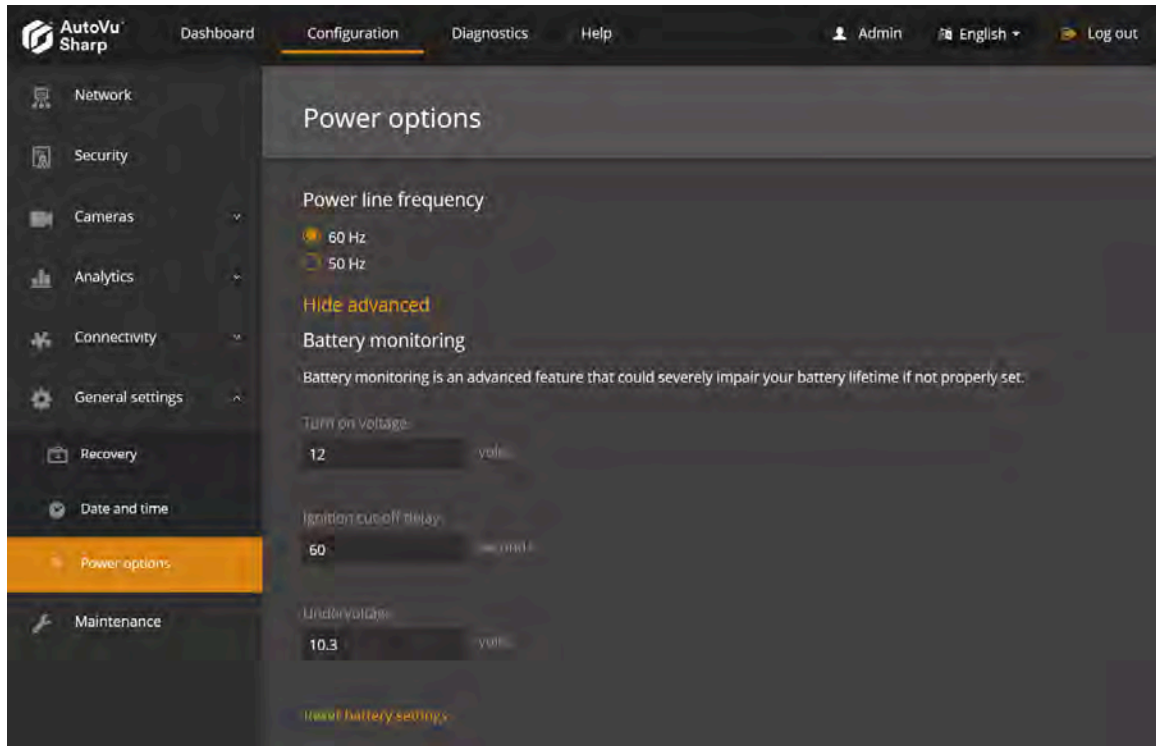 AutoVu
Sharp
Dashboard
Configuration
Diagnostics
Help
Admin
English
Log out
Network
Security
Cameras
Analytics
Connectivity
General settings
Recovery
Date and time
Power options
Maintenance
Power options
Power line frequency
60 Hz
50 Hz
Hide advanced
Battery monitoring
Battery monitoring is an advanced feature that could severely impair your battery lifetime if not properly set.
Turn on voltage
12 volts
Ignition cut-off delay
60 seconds
Undervoltage
10.3 volts
battery settings